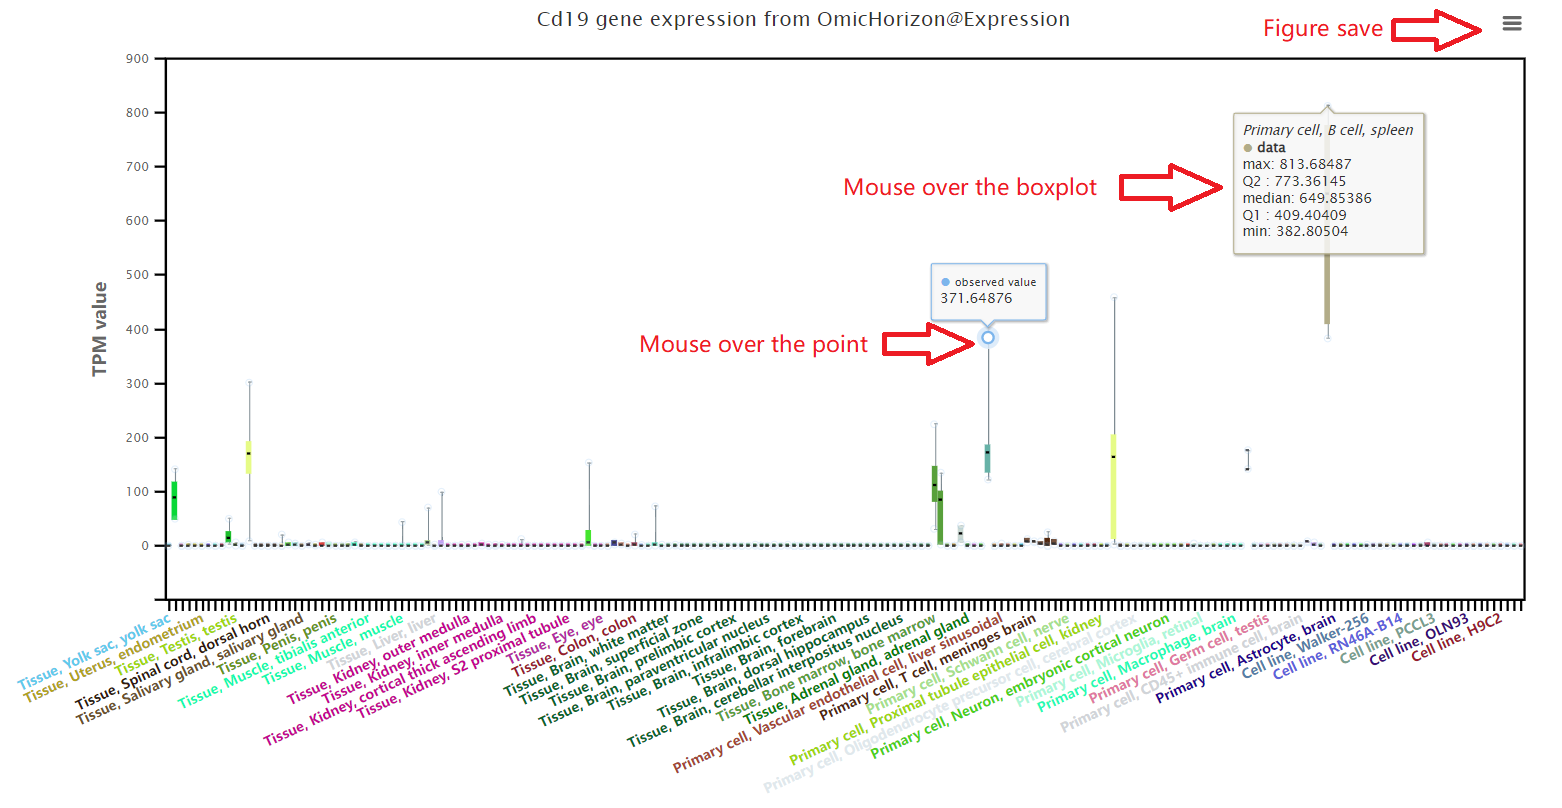 Cd19 gene expression from OmicHorizon@Expression
Figure save
900
800
700
600
500
400
300
200
100
0
TPM value
Primary cell, B cell, spleen
data
max: 813.68487
Q2 : 773.36145
median: 649.85386
Q1 : 409.40409
min: 382.80504
Mouse over the boxplot
observed value
371.64876
Mouse over the point
Tissue, Yolk sac, yolk sac
Tissue, Uterus, endometrium
Tissue, Testis, testis
Tissue, Spinal cord, dorsal horn
Tissue, Salivary gland, salivary gland
Tissue, Penis, penis
Tissue, Muscle, tibialis anterior
Tissue, Muscle, muscle
Tissue, Liver, liver
Tissue, Kidney, outer medulla
Tissue, Kidney, inner medulla
Tissue, Kidney, cortical thick ascending limb
Tissue, Kidney, S2 proximal tubule
Tissue, Eye, eye
Tissue, Colon, colon
Tissue, Brain, white matter
Tissue, Brain, superficial zone
Tissue, Brain, prelimbic cortex
Tissue, Brain, paraventricular nucleus
Tissue, Brain, infralimbic cortex
Tissue, Brain, forebrain
Tissue, Brain, dorsal hippocampus
Tissue, Brain, cerebellar interpositus nucleus
Tissue, Bone marrow, bone marrow
Tissue, Adrenal gland, adrenal gland
Primary cell, Vascular endothelial cell, liver sinusoidal
Primary cell, T cell, meninges brain
Primary cell, Schwann cell, nerve
Primary cell, Proximal tubule epithelial cell, kidney
Primary cell, Oligodendrocyte precursor cell, cerebral cortex
Primary cell, Neuron, embryonic cortical neuron
Primary cell, Microglia, retinal
Primary cell, Macrophage, brain
Primary cell, Germ cell, testis
Primary cell, CD45+ immune cell, brain
Primary cell, Astrocyte, brain
Cell line, Walker-256
Cell line, RN46A-B14
Cell line, PCCL3
Cell line, OLN93
Cell line, H9C2